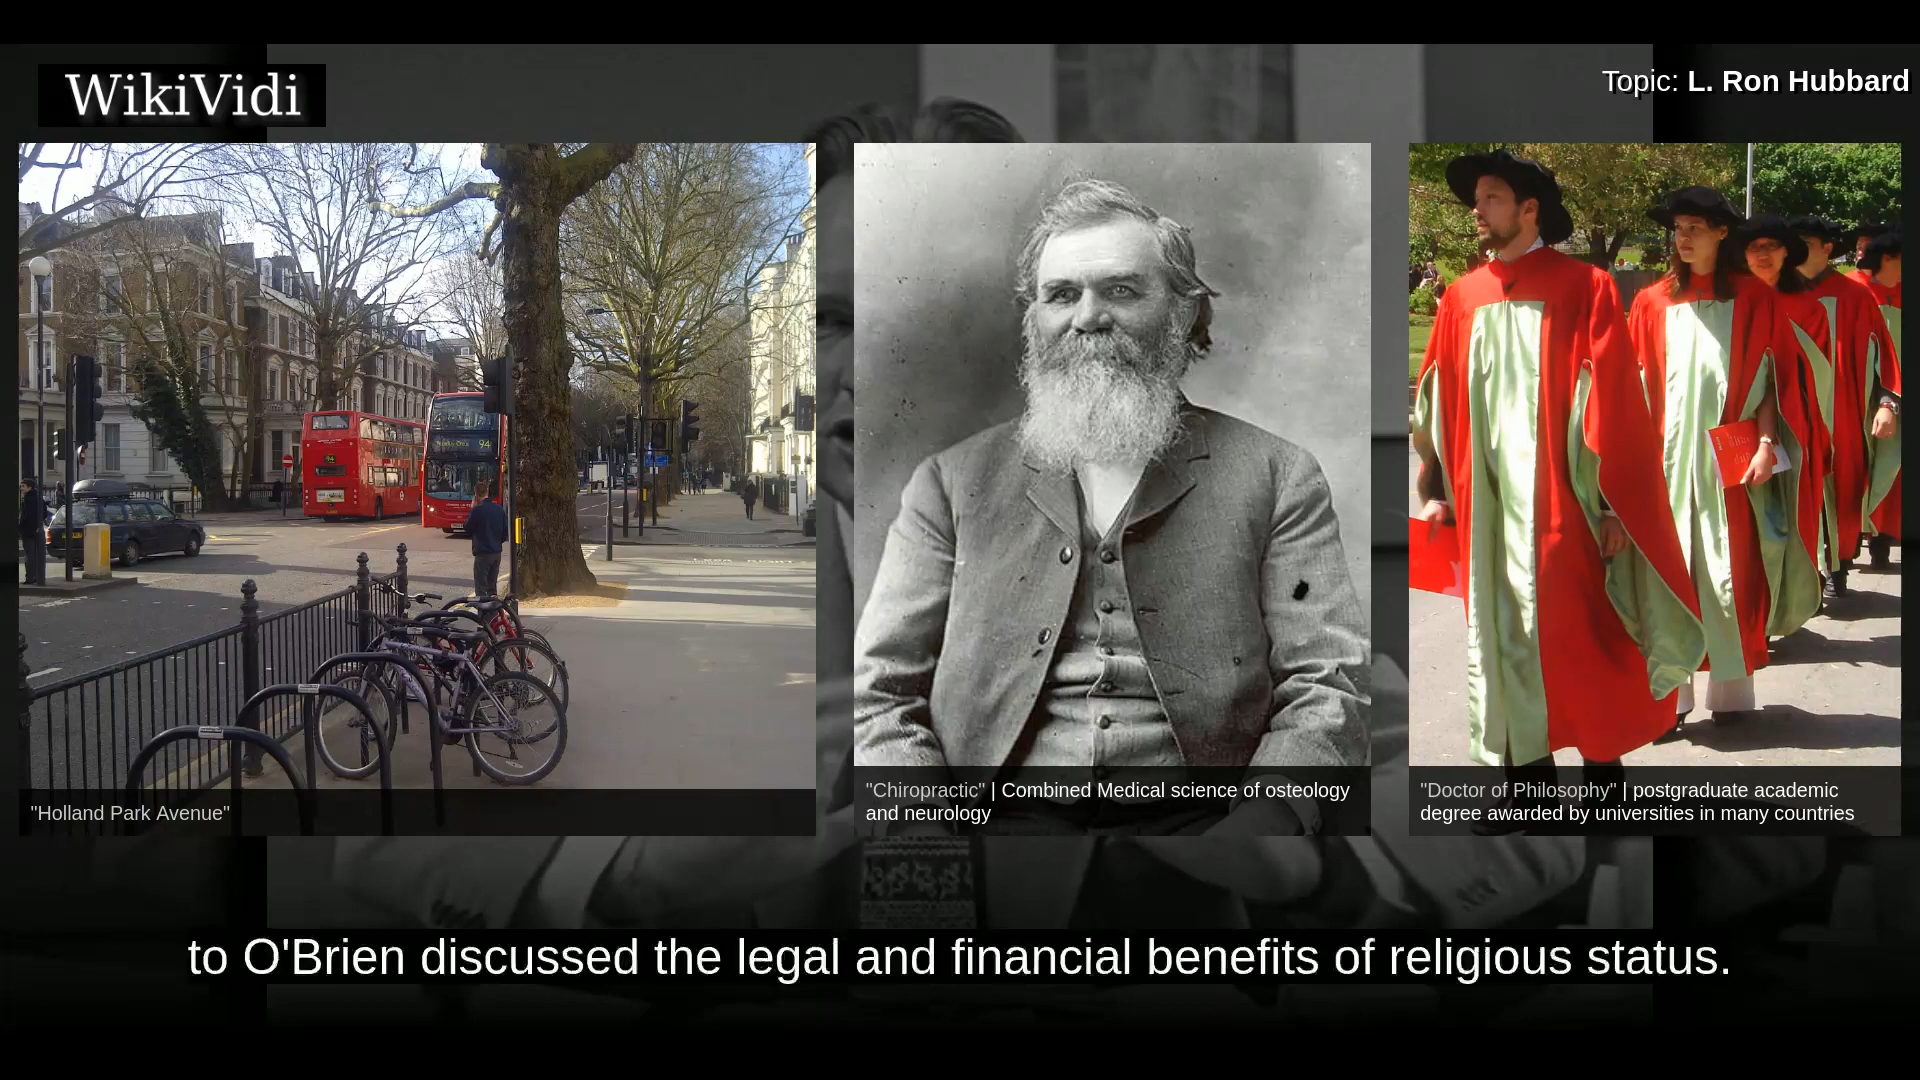 WikiVidi
Topic: L. Ron Hubbard
94
"Holland Park Avenue"
"Chiropractic" | Combined Medical science of osteology
and neurology
"Doctor of Philosophy" | postgraduate academic
degree awarded by universities in many countries
to O'Brien discussed the legal and financial benefits of religious status.